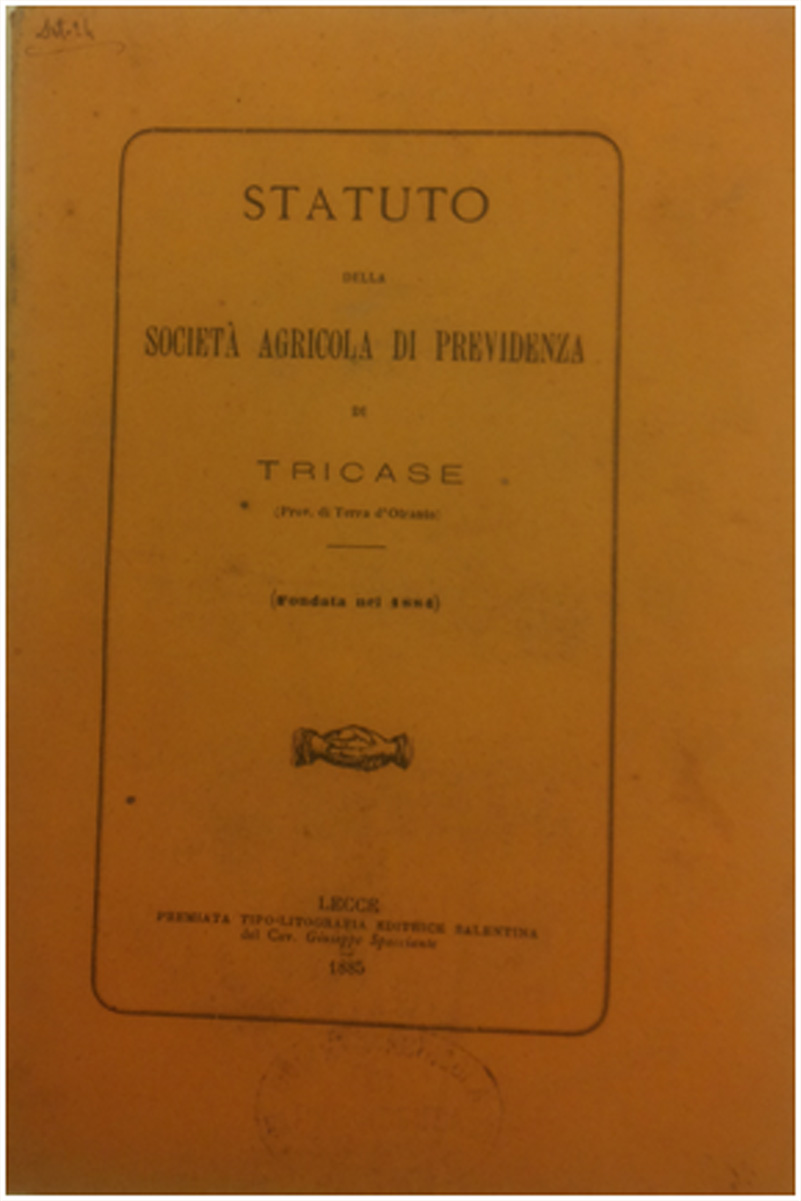 STATUTO
DELLA
SOCIETÀ AGRICOLA DI PREVIDENZA
DI
TRICASE
(Prov. di Terra d'Otranto)
(Fondata nel 1884)
LECCE
PREMIATA TIPO-LITOGRAFIA EDITRICE SALENTINA
del Cav. Giuseppe Spacciante
1885